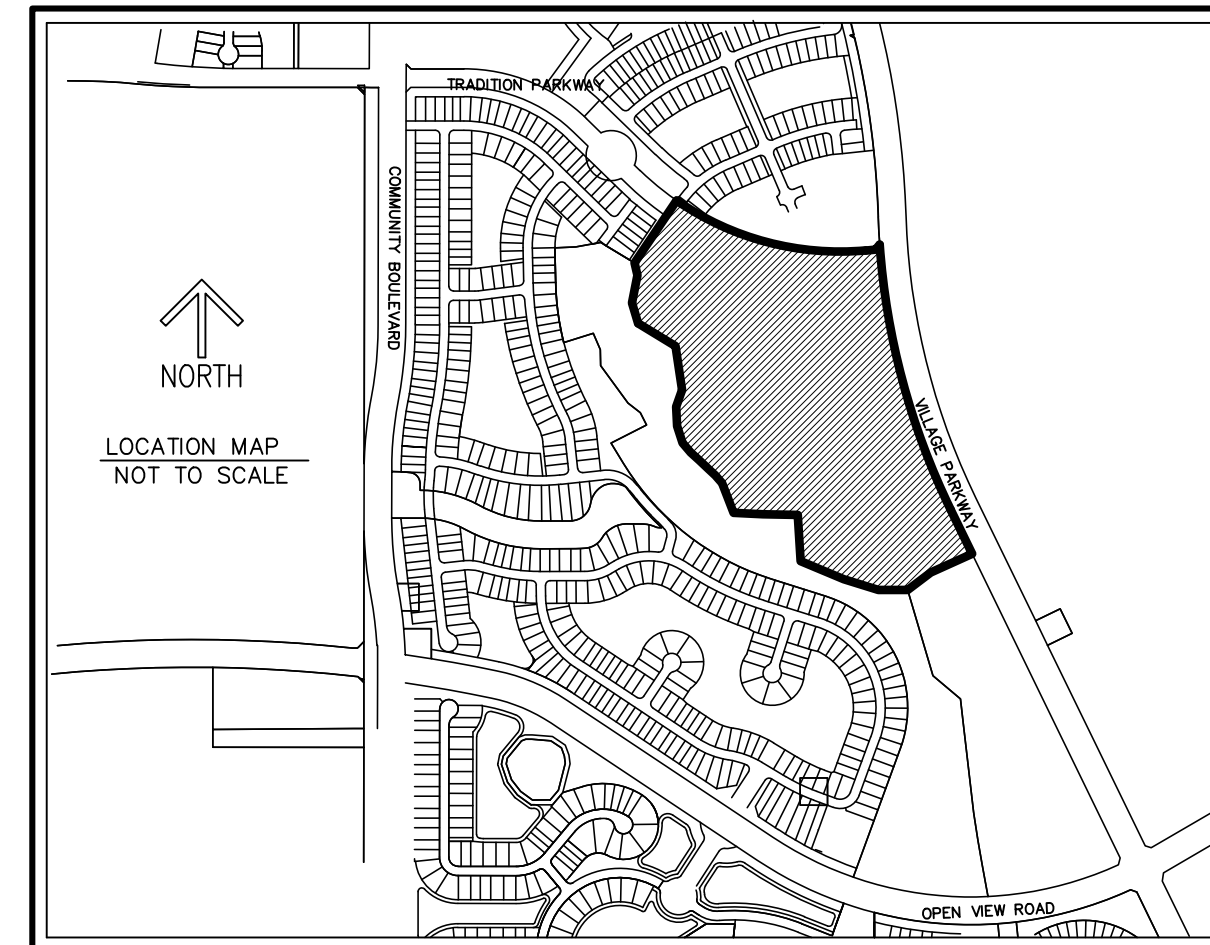 TRADITION PARKWAY
COMMUNITY BOULEVARD
NORTH
LOCATION MAP
NOT TO SCALE
VILLAGE PARKWAY
OPEN VIEW ROAD